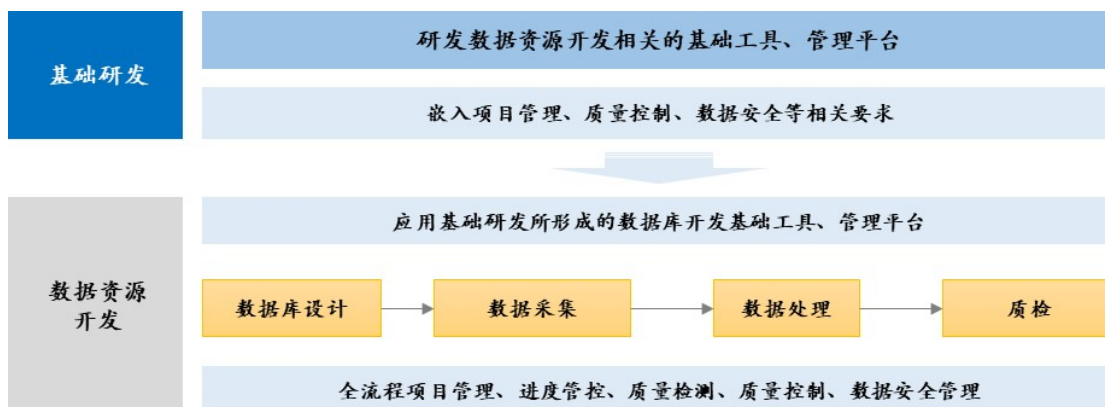 基础研发
研发数据资源开发相关的基础工具、管理平台
嵌入项目管理、质量控制、数据安全等相关要求
数据资源
开发
应用基础研发所形成的数据库开发基础工具、管理平台
数据库设计
数据采集
数据处理
质检
全流程项目管理、进度管控、质量检测、质量控制、数据安全管理